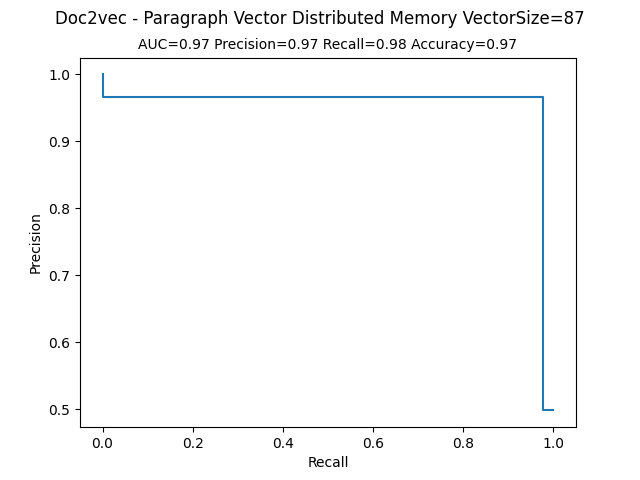 Doc2vec - Paragraph Vector Distributed Memory VectorSize=87
AUC=0.97 Precision=0.97 Recall=0.98 Accuracy=0.97
1.0
0.9
0.8
0.7
0.6
0.5
Precision
0.0 0.2 0.4 0.6 0.8 1.0
Recall